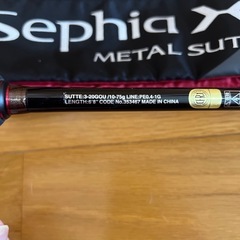 Sephia X
METAL SUT
SUTTE:3-20GOU /10-75g LINE:PE0.4-1G
LENGTH:6'8" CODE No.353467 MADE IN CHINA